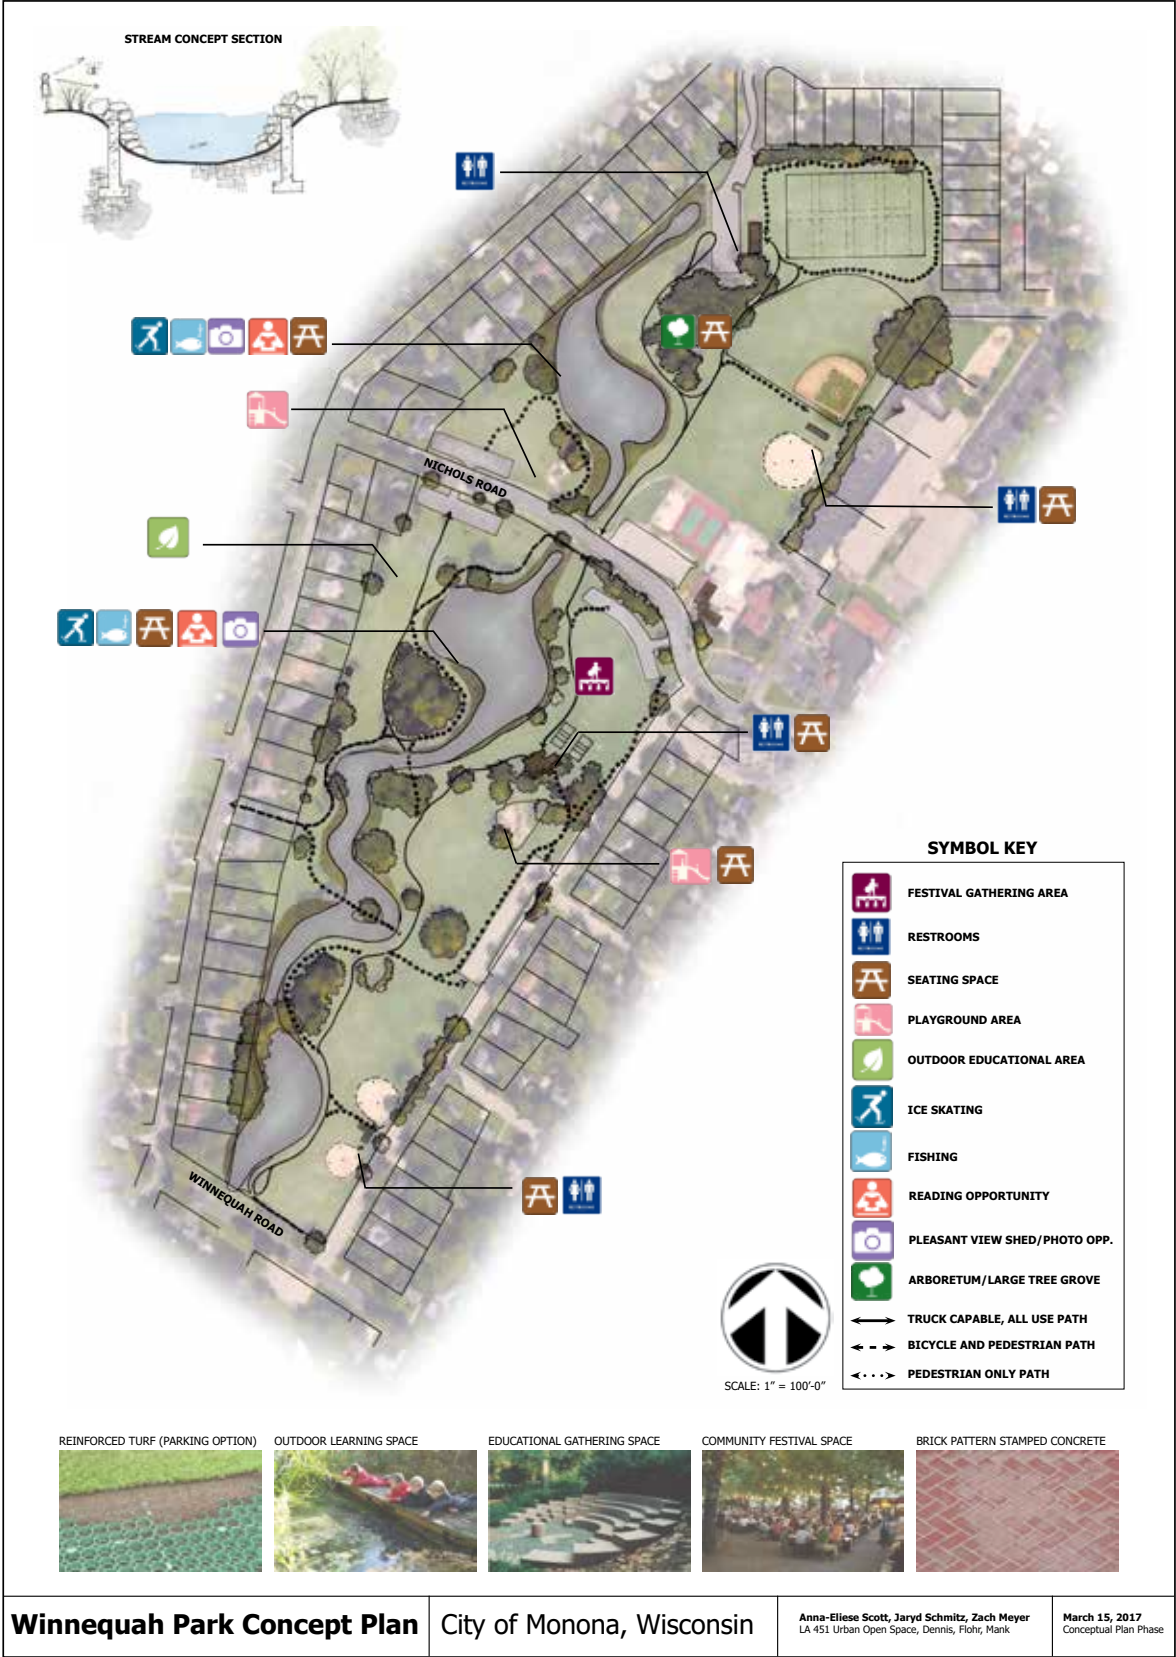 STREAM CONCEPT SECTION
NICHOLS ROAD
WINNEQUAH ROAD
SYMBOL KEY
FESTIVAL GATHERING AREA
RESTROOMS
SEATING SPACE
PLAYGROUND AREA
OUTDOOR EDUCATIONAL AREA
ICE SKATING
FISHING
READING OPPORTUNITY
PLEASANT VIEW SHED/PHOTO OPP.
ARBORETUM/LARGE TREE GROVE
TRUCK CAPABLE, ALL USE PATH
BICYCLE AND PEDESTRIAN PATH
PEDESTRIAN ONLY PATH
SCALE: 1" = 100'-0"
REINFORCED TURF (PARKING OPTION)
OUTDOOR LEARNING SPACE
EDUCATIONAL GATHERING SPACE
COMMUNITY FESTIVAL SPACE
BRICK PATTERN STAMPED CONCRETE
Winnequah Park Concept Plan
City of Monona, Wisconsin
Anna-Eliese Scott, Jaryd Schmitz, Zach Meyer
LA 451 Urban Open Space, Dennis, Flohr, Mank
March 15, 2017
Conceptual Plan Phase